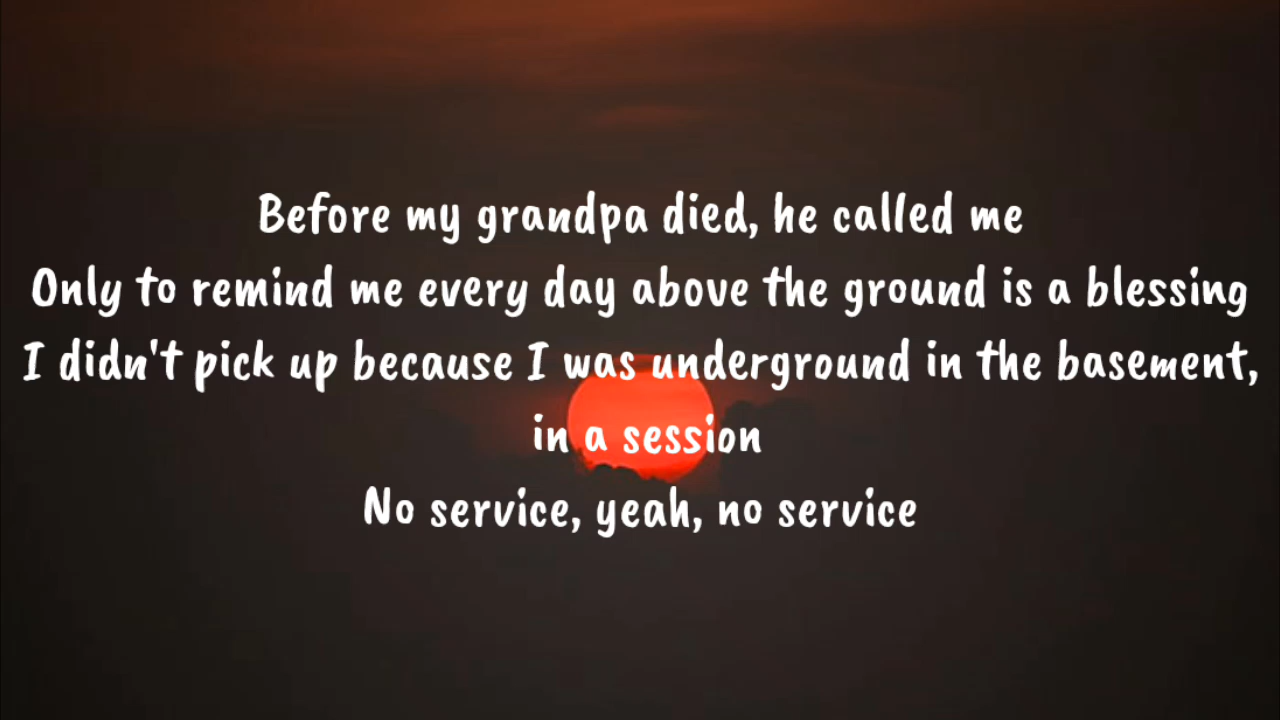 Before my grandpa died, he called me
Only to remind me every day above the ground is a blessing
I didn't pick up because I was underground in the basement,
in a session
No service, yeah, no service